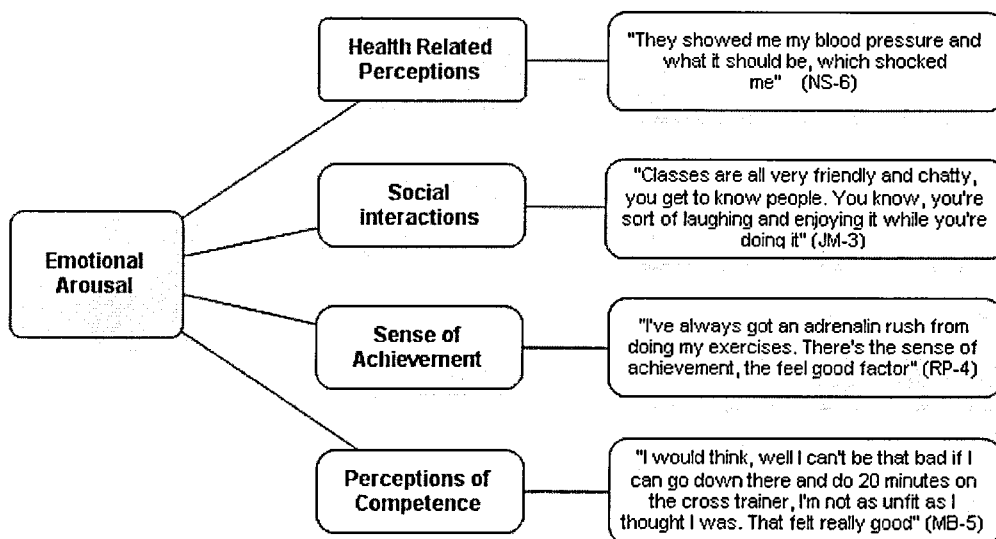 Health Related
Perceptions
"They showed me my blood pressure and
what it should be, which shocked
me" (NS-6)
Social
interactions
"Classes are all very friendly and chatty,
you get to know people. You know, you're
sort of laughing and enjoying it while you're
doing it" (JM-3)
Emotional
Arousal
Sense of
Achievement
"I've always got an adrenalin rush from
doing my exercises. There's the sense of
achievement, the feel good factor" (RP-4)
Perceptions of
Competence
"I would think, well I can't be that bad if I
can go down there and do 20 minutes on
the cross trainer, I'm not as unfit as I
thought I was. That felt really good" (MB-5)